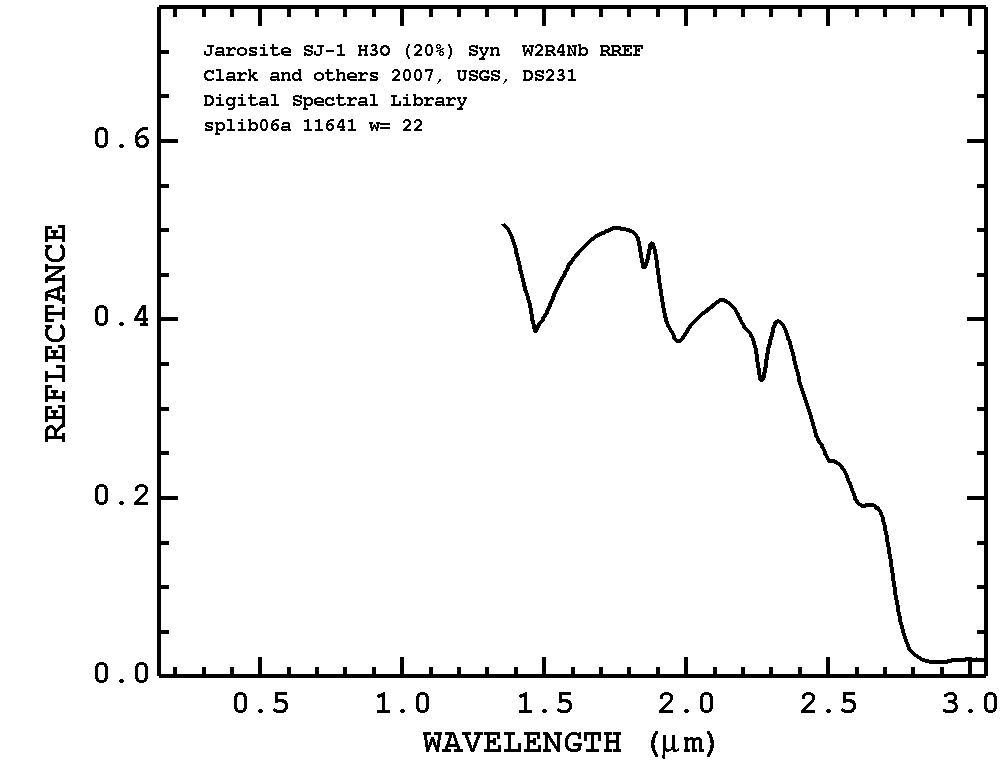 Jarosite SJ-1 H3O (20%) Syn W2R4Nb RREF
Clark and others 2007, USGS, DS231
Digital Spectral Library
splib06a 11641 w= 22
0.6
0.4
0.2
0.0
REFLECTANCE
0.5 1.0 1.5 2.0 2.5 3.0
WAVELENGTH (μm)